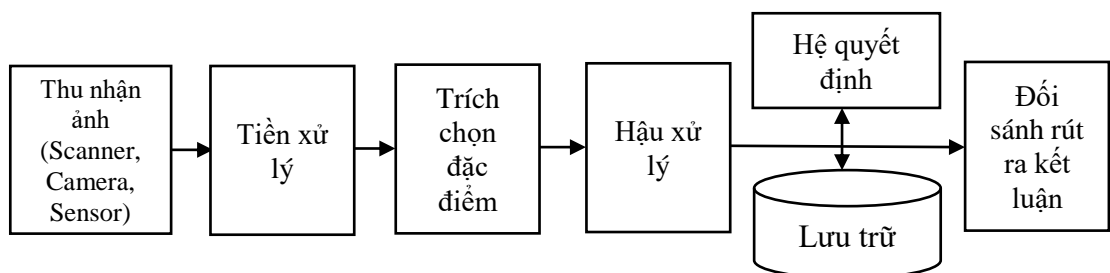 Thu nhận
ảnh
(Scanner,
Camera,
Sensor)
Tiền xử
lý
Trích
chọn
đặc
điểm
Hậu xử
lý
Hệ quyết
định
Lưu trữ
Đối
sánh rút
ra kết
luận